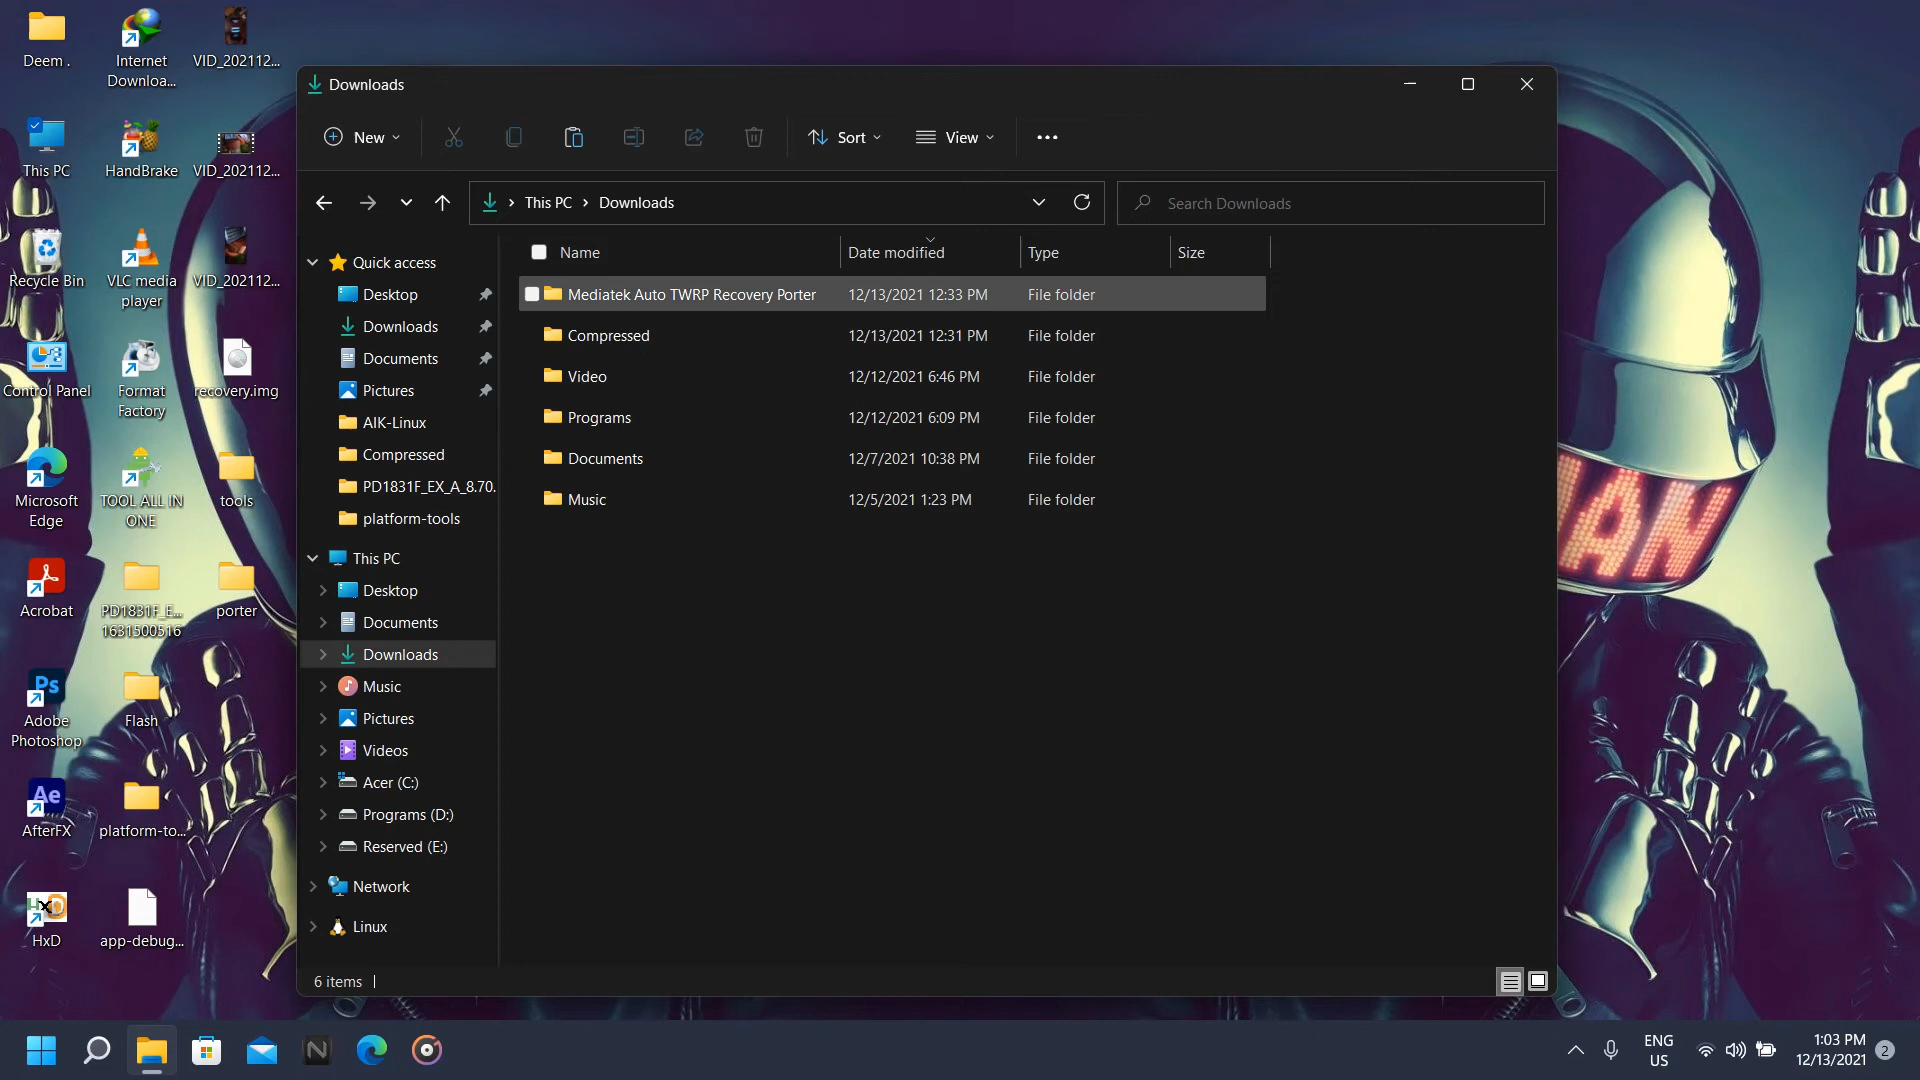 Deem .
Internet
Downloa...
VID_202112...
This PC
HandBrake
VID_202112...
Recycle Bin
VLC media
player
VID_202112...
Control Panel
Format
Factory
recovery.img
Microsoft
Edge
TOOL ALL IN
ONE
tools
Acrobat
PD1831F_E...
1631500516
porter
Ps
Adobe
Photoshop
Flash
Ae
AfterFX
platform-to...
HxD
HxD
app-debug...
Downloads
New
Sort
View
This PC
Downloads
Search Downloads
Quick access
Desktop
Downloads
Documents
Pictures
AIK-Linux
Compressed
PD1831F_EX_A_8.70.
platform-tools
This PC
Desktop
Documents
Downloads
Music
Pictures
Videos
Acer (C:)
Programs (D:)
Reserved (E:)
Network
Linux
Name Date modified Type Size
Mediatek Auto TWRP Recovery Porter 12/13/2021 12:33 PM File folder
Compressed 12/13/2021 12:31 PM File folder
Video 12/12/2021 6:46 PM File folder
Programs 12/12/2021 6:09 PM File folder
Documents 12/7/2021 10:38 PM File folder
Music 12/5/2021 1:23 PM File folder
6 items
AN
N
ENG
US
1:03 PM
12/13/2021
2